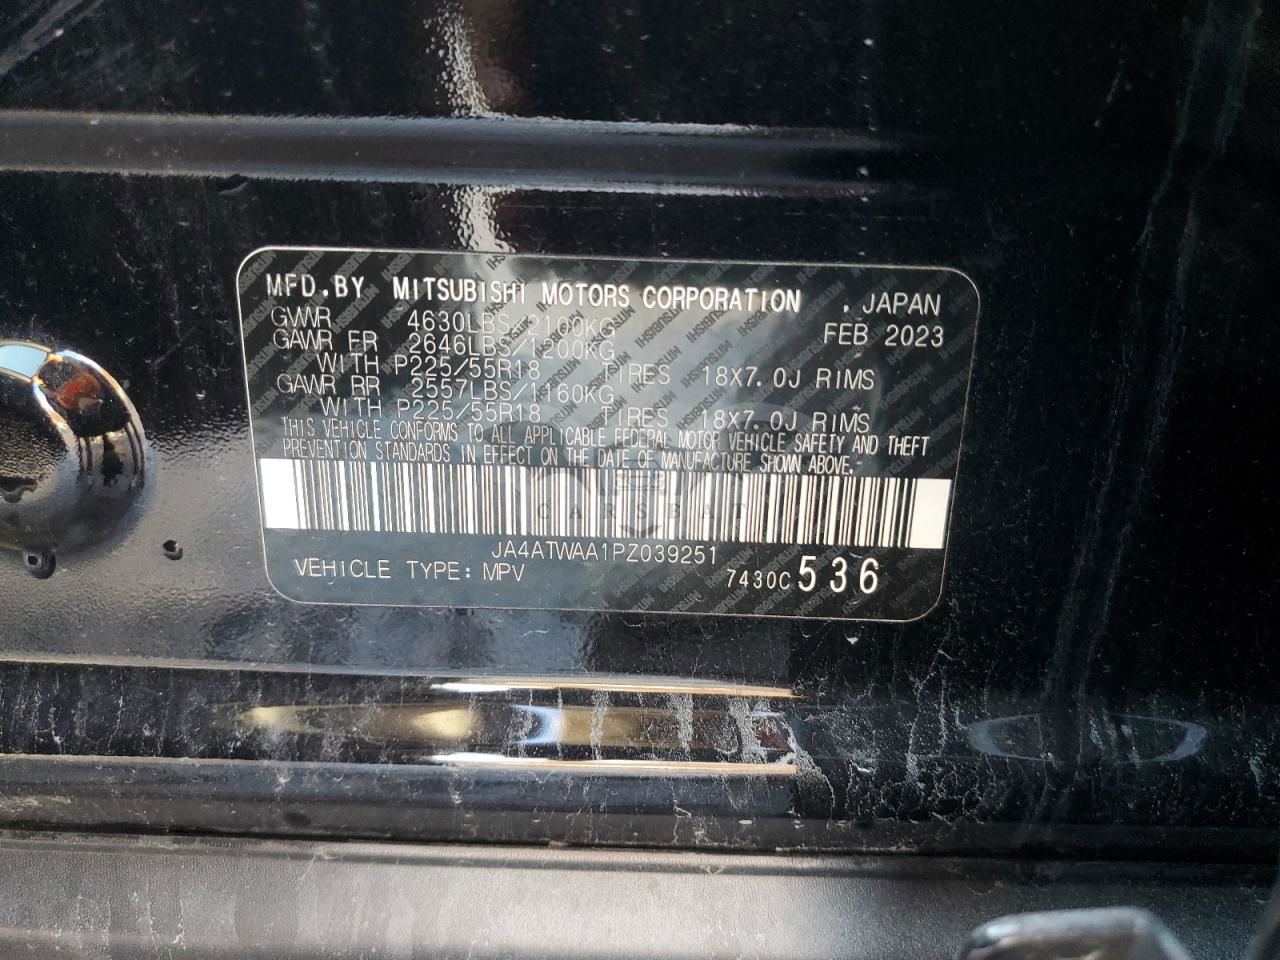 MFD.BY MITSUBISHI MOTORS CORPORATION . JAPAN
GWVR 4630LBS/2100KG FEB 2023
GAWR FR 2646LBS/1200KG
WITH P225/55R18 TIRES 18X7.0J RIMS
GAWR RR 2557LBS/1160KG
WITH P225/55R18 TIRES 18X7.0J RIMS
THIS VEHICLE CONFORMS TO ALL APPLICABLE FEDERAL MOTOR VEHICLE SAFETY AND THEFT
PREVENTION STANDARDS IN EFFECT ON THE DATE OF MANUFACTURE SHOWN ABOVE.
CARSBAT
JA4ATWAA1PZ039251
VEHICLE TYPE: MPV 7430C 536